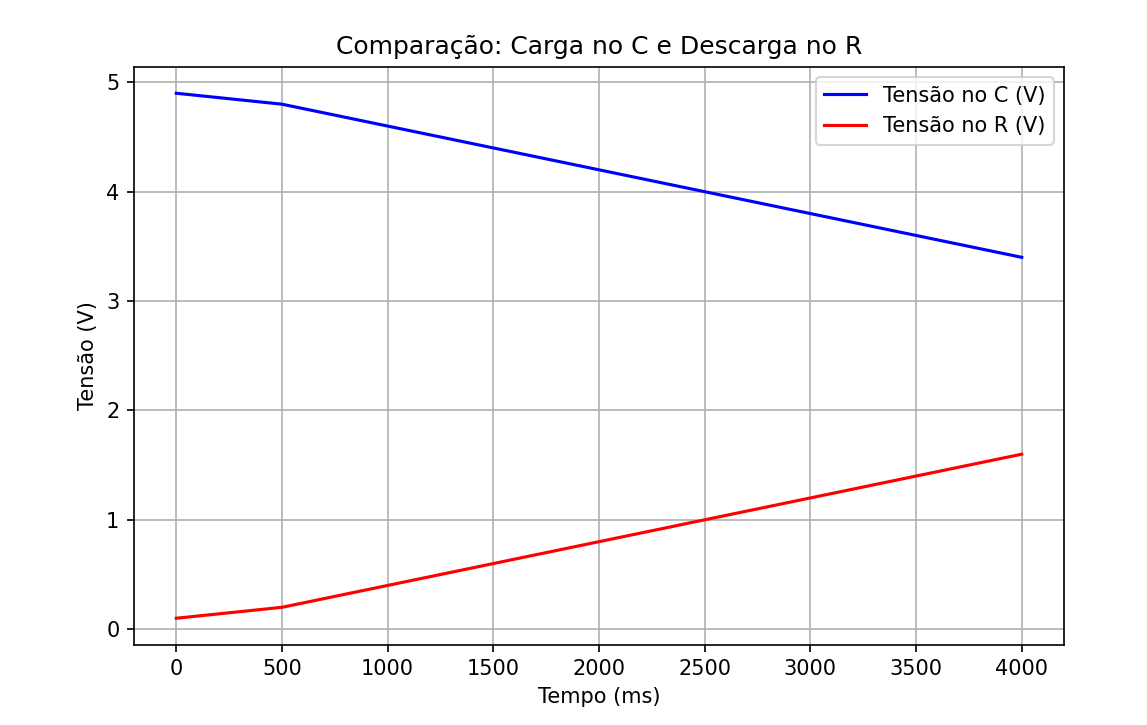 Comparação: Carga no C e Descarga no R
Tensão no C (V)
Tensão no R (V)
Tensão (V)
5
4
3
2
1
0
0 500 1000 1500 2000 2500 3000 3500 4000
Tempo (ms)